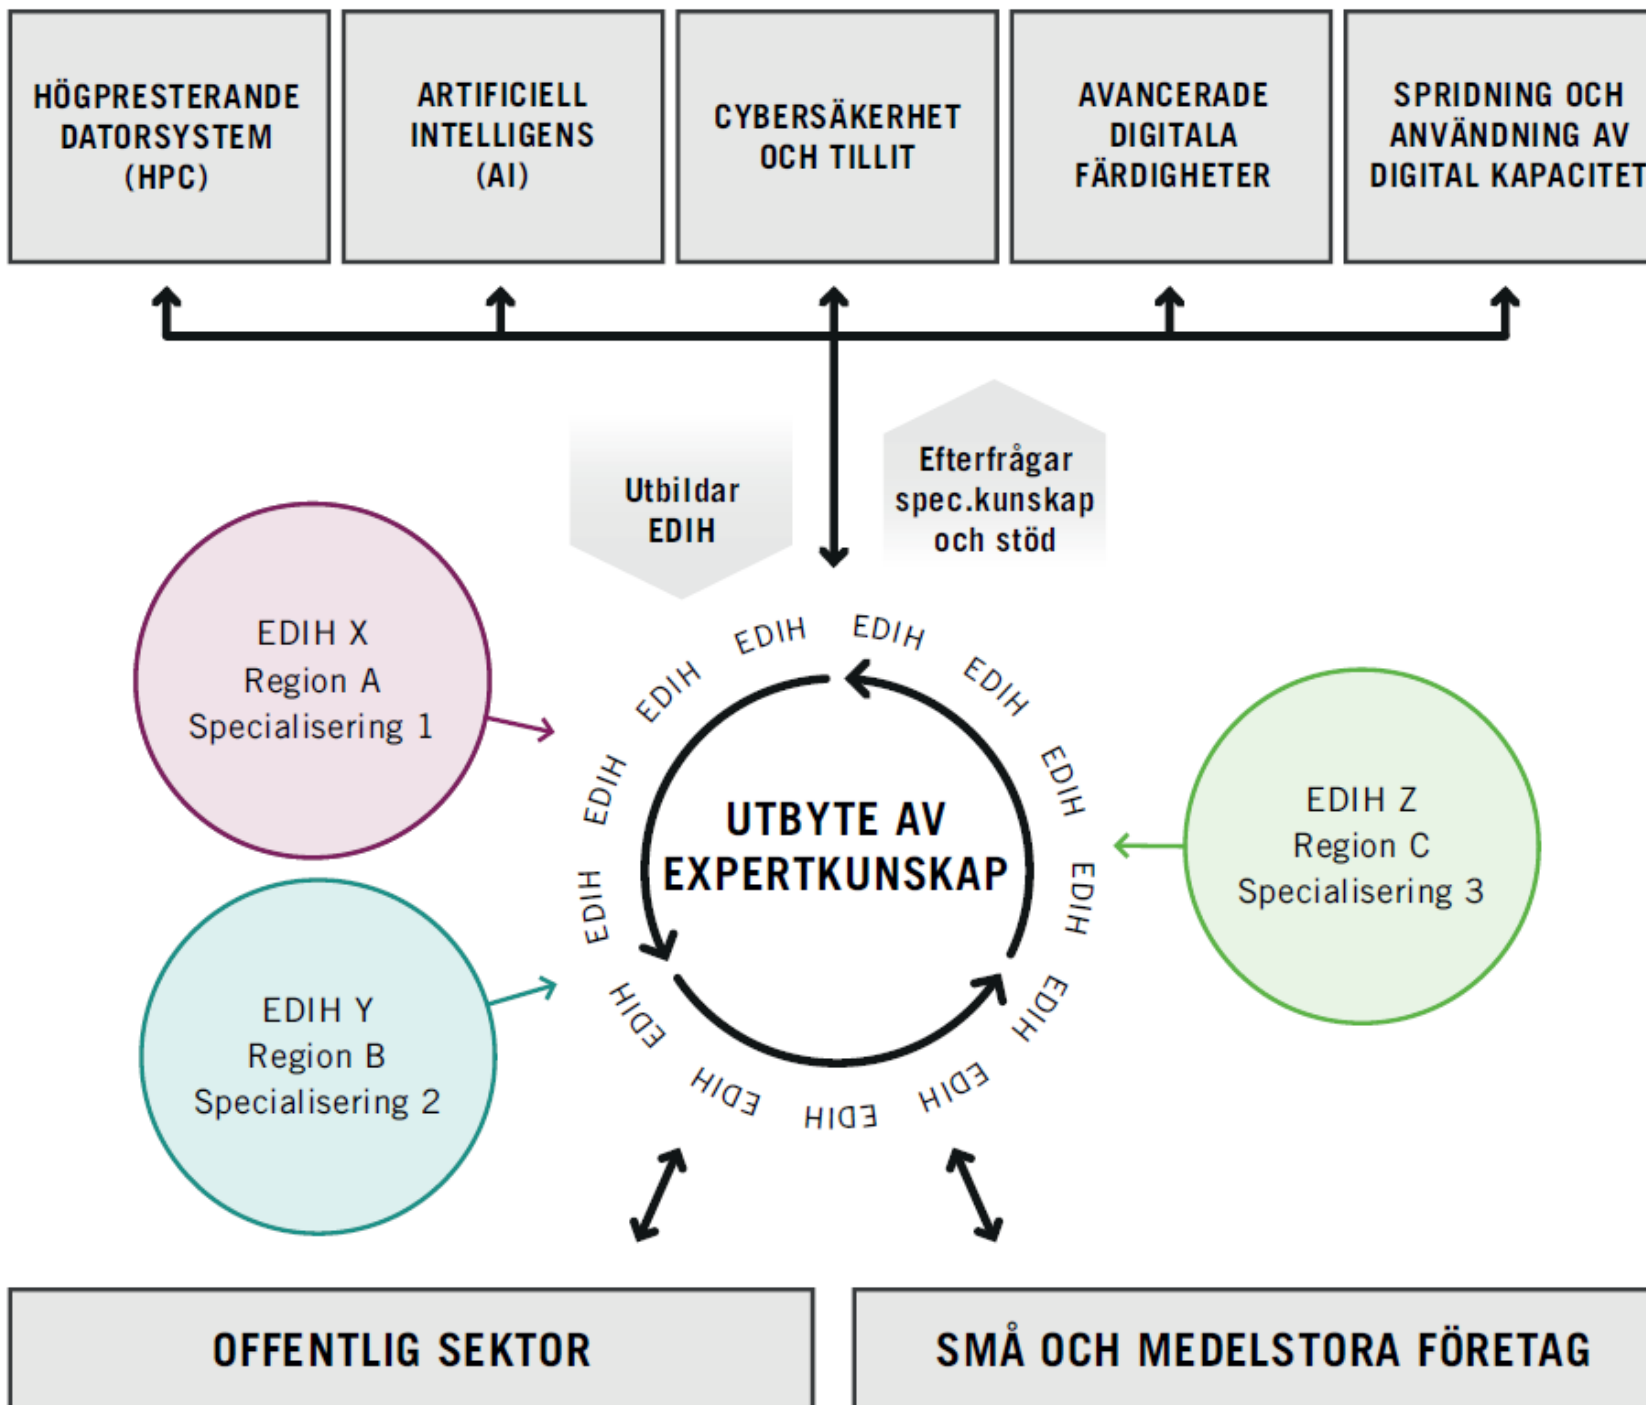 HÖGPRESTERANDE
DATORSYSTEM
(HPC)
ARTIFICIELL
INTELLIGENS
(AI)
CYBERSÄKERHET
OCH TILLIT
AVANCERADE
DIGITALA
FÄRDIGHETER
SPRIDNING OCH
ANVÄNDNING AV
DIGITAL KAPACITET
Utbildar
EDIH
Efterfrågar
spec.kunskap
och stöd
EDIH X
Region A
Specialisering 1
EDIH Y
Region B
Specialisering 2
EDIH
EDIH
EDIH
EDIH
EDIH
EDIH
EDIH
EDIH
EDIH
EDIH
EDIH
EDIH
EDIH
UTBYTE AV
EXPERTKUNSKAP
EDIH Z
Region C
Specialisering 3
OFFENTLIG SEKTOR
SMÅ OCH MEDELSTORA FÖRETAG